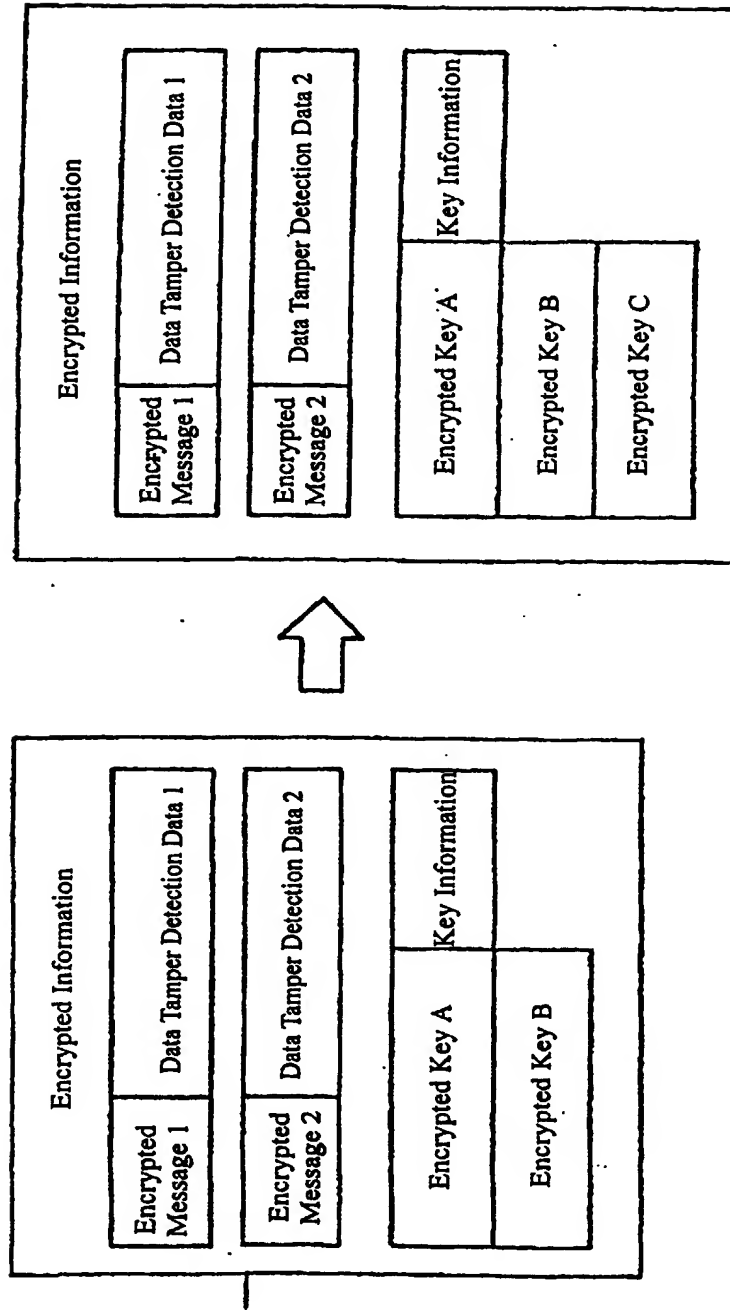 Encrypted Information
Encrypted
Message 1
Data Tamper Detection Data 1
Encrypted
Message 2
Data Tamper Detection Data 2
Encrypted Key A
Key Information
Encrypted Key B
Encrypted Information
Encrypted
Message 1
Data Tamper Detection Data 1
Encrypted
Message 2
Data Tamper Detection Data 2
Encrypted Key A
Key Information
Encrypted Key B
Encrypted Key C